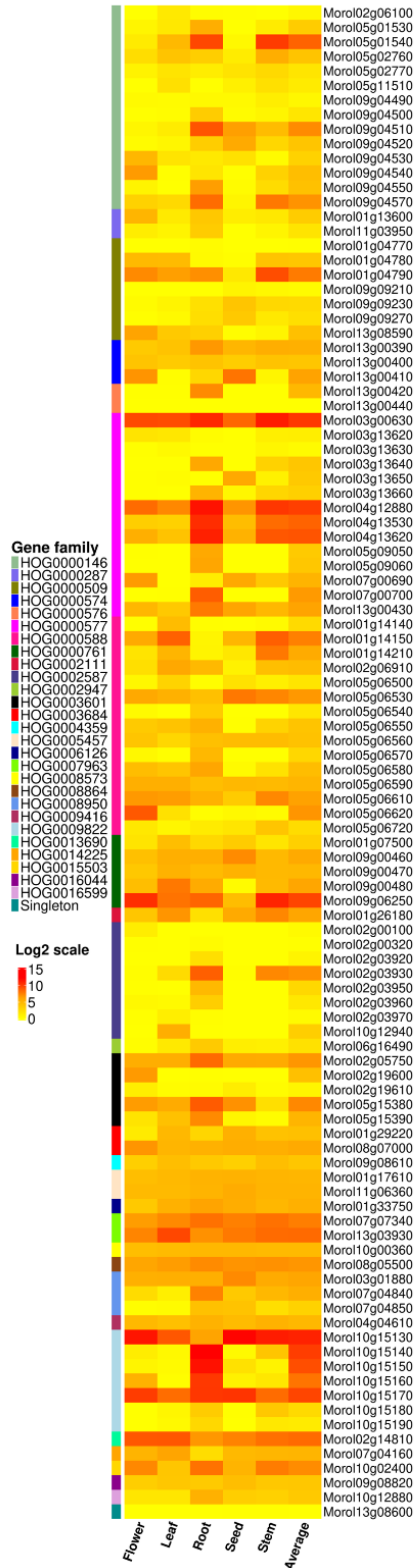 Morol02g06100
Morol05g01530
Morol05g01540
Morol05g02760
Morol05g02770
Morol05g11510
Morol09g04490
Morol09g04500
Morol09g04510
Morol09g04520
Morol09g04530
Morol09g04540
Morol09g04550
Morol09g04570
Morol01g13600
Morol11g03950
Morol01g04770
Morol01g04780
Morol01g04790
Morol09g09210
Morol09g09230
Morol09g09270
Morol13g08590
Morol13g00390
Morol13g00400
Morol13g00410
Morol13g00420
Morol13g00440
Morol03g00630
Morol03g13620
Morol03g13630
Morol03g13640
Morol03g13650
Morol03g13660
Morol04g12880
Morol04g13530
Morol04g13620
Morol05g09050
Morol05g09060
Morol07g00690
Morol07g00700
Morol13g00430
Morol01g14140
Morol01g14150
Morol01g14210
Morol02g06910
Morol05g06500
Morol05g06530
Morol05g06540
Morol05g06550
Morol05g06560
Morol05g06570
Morol05g06580
Morol05g06590
Morol05g06610
Morol05g06620
Morol05g06720
Morol01g07500
Morol09g00460
Morol09g00470
Morol09g00480
Morol09g06250
Morol01g26180
Morol02g00100
Morol02g00320
Morol02g03920
Morol02g03930
Morol02g03950
Morol02g03960
Morol02g03970
Morol10g12940
Morol06g16490
Morol02g05750
Morol02g19600
Morol02g19610
Morol05g15380
Morol05g15390
Morol01g29220
Morol08g07000
Morol09g08610
Morol01g17610
Morol11g06360
Morol01g33750
Morol07g07340
Morol13g03930
Morol10g00360
Morol08g05500
Morol03g01880
Morol07g04840
Morol07g04850
Morol04g04610
Morol10g15130
Morol10g15140
Morol10g15150
Morol10g15160
Morol10g15170
Morol10g15180
Morol10g15190
Morol02g14810
Morol07g04160
Morol10g02400
Morol09g08820
Morol10g12880
Morol13g08600
Gene family
HOG0000146
HOG0000287
HOG0000509
HOG0000574
HOG0000576
HOG0000577
HOG0000588
HOG0000761
HOG0002111
HOG0002587
HOG0002947
HOG0003601
HOG0003684
HOG0004359
HOG0005457
HOG0006126
HOG0007963
HOG0008573
HOG0008864
HOG0008950
HOG0009416
HOG0009822
HOG0013690
HOG0014225
HOG0015503
HOG0016044
HOG0016599
Singleton
Log2 scale
15
10
5
0
Flower Leaf Root Seed Stem Average